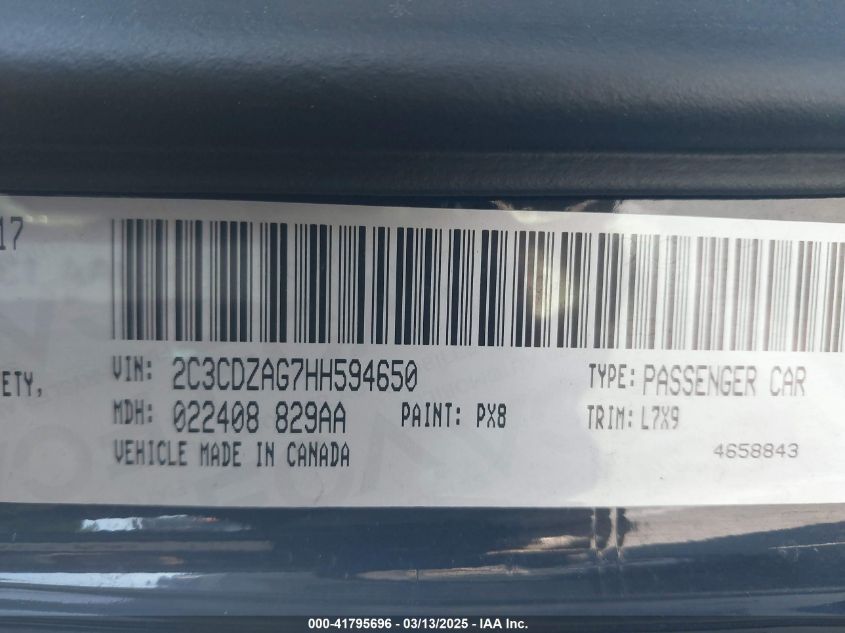 17
ETY,
VIN: 2C3CDZAG7HH594650 TYPE: PASSENGER CAR
MDH: 022408 829AA PAINT: PX8 TRIM: L7X9
VEHICLE MADE IN CANADA 4658843
000-41795696 - 03/13/2025 - IAA Inc.